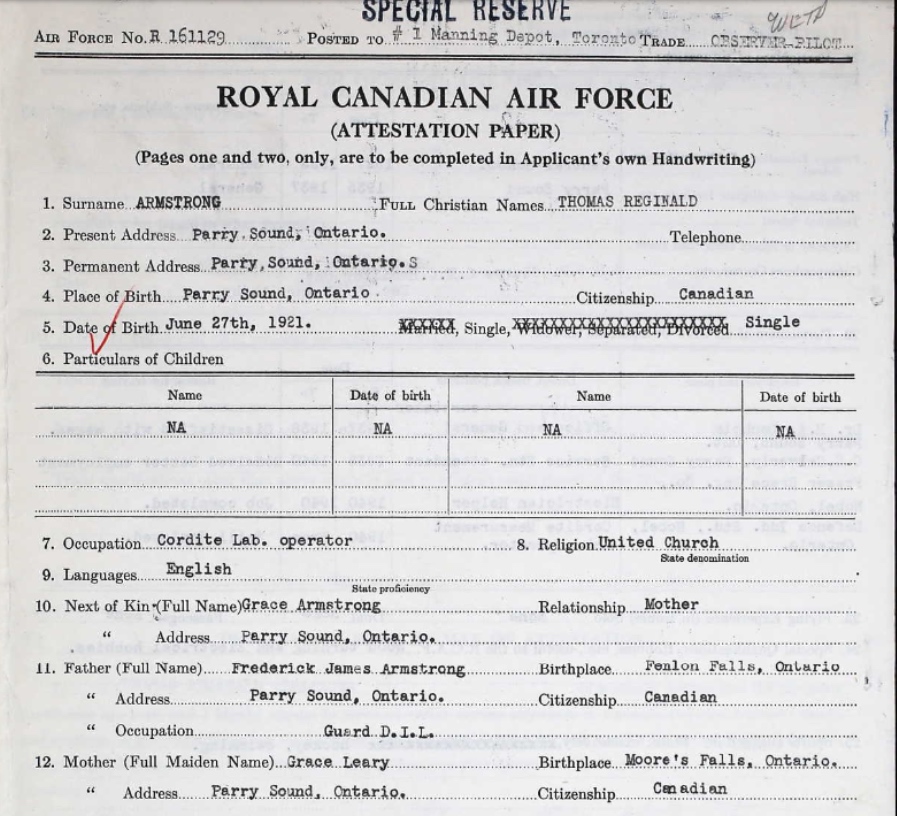 SPECIAL RESERVE
AIR FORCE No. R 161129 POSTED TO # 1 Manning Depot, Toronto TRADE OBSERVER-PILOT
ROYAL CANADIAN AIR FORCE
(ATTESTATION PAPER)
(Pages one and two, only, are to be completed in Applicant's own Handwriting)
1. Surname ARMSTRONG FULL Christian Names THOMAS REGINALD
2. Present Address Parry Sound, Ontario. Telephone
3. Permanent Address Parry Sound, Ontario.S
4. Place of Birth Parry Sound, Ontario Citizenship Canadian
5. Date of Birth June 27th, 1921. Married, Single, Widower, Separated, Divorced Single
6. Particulars of Children
Name Date of birth Name Date of birth
NA NA NA NA
7. Occupation Cordite Lab. operator 8. Religion United Church
State denomination
9. Languages English
State proficiency
10. Next of Kin (Full Name) Grace Armstrong Relationship Mother
" Address Parry Sound, Ontario.
11. Father (Full Name) Frederick James Armstrong Birthplace Fenlon Falls, Ontario
" Address Parry Sound, Ontario. Citizenship Canadian
" Occupation Guard D.I.L.
12. Mother (Full Maiden Name) Grace Leary Birthplace Moore's Falls, Ontario.
" Address Parry Sound, Ontario. Citizenship Canadian